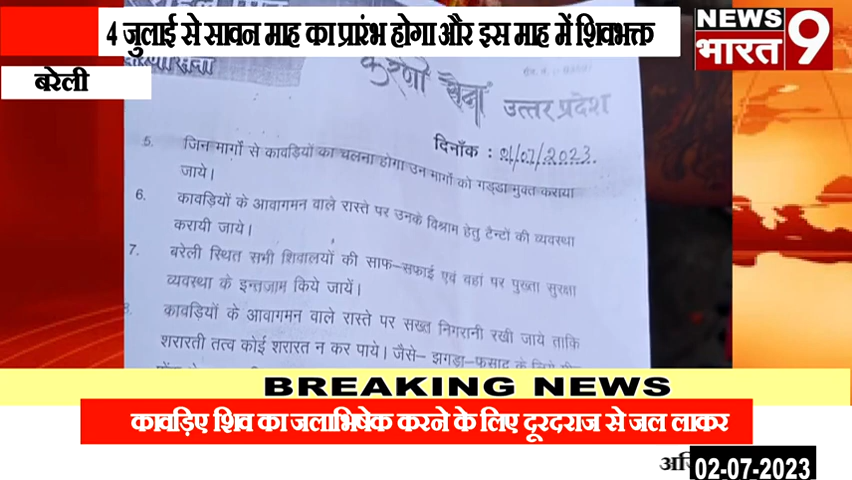 4 जुलाई से सावन माह का प्रारंभ होगा और इस माह में शिवभक्त
NEWS
भारत 9
बरेली
करणी सेना उत्तर प्रदेश
दिनाँक : 01/07/2023.
5. जिन मार्गो से कावड़ियों का चलना होगा उन मार्गो को गड्डा मुक्त कराया
जाये।
6. कावड़ियों के आवागमन वाले रास्ते पर उनके विश्राम हेतु टैन्टों की व्यवस्था
करायी जाये।
7. बरेली स्थित सभी शिवालयों की साफ-सफाई एवं वहां पर पुख्ता सुरक्षा
व्यवस्था के इन्तजाम किये जायें।
कावड़ियों के आवागमन वाले रास्ते पर सख्त निगरानी रखी जाये ताकि
शरारती तत्व कोई शरारत न कर पाये। जैसे- झगड़ा-फसाद के लिये
BREAKING NEWS
कावड़िए शिव का जलाभिषेक करने के लिए दूरदराज से जल लाकर
02-07-2023